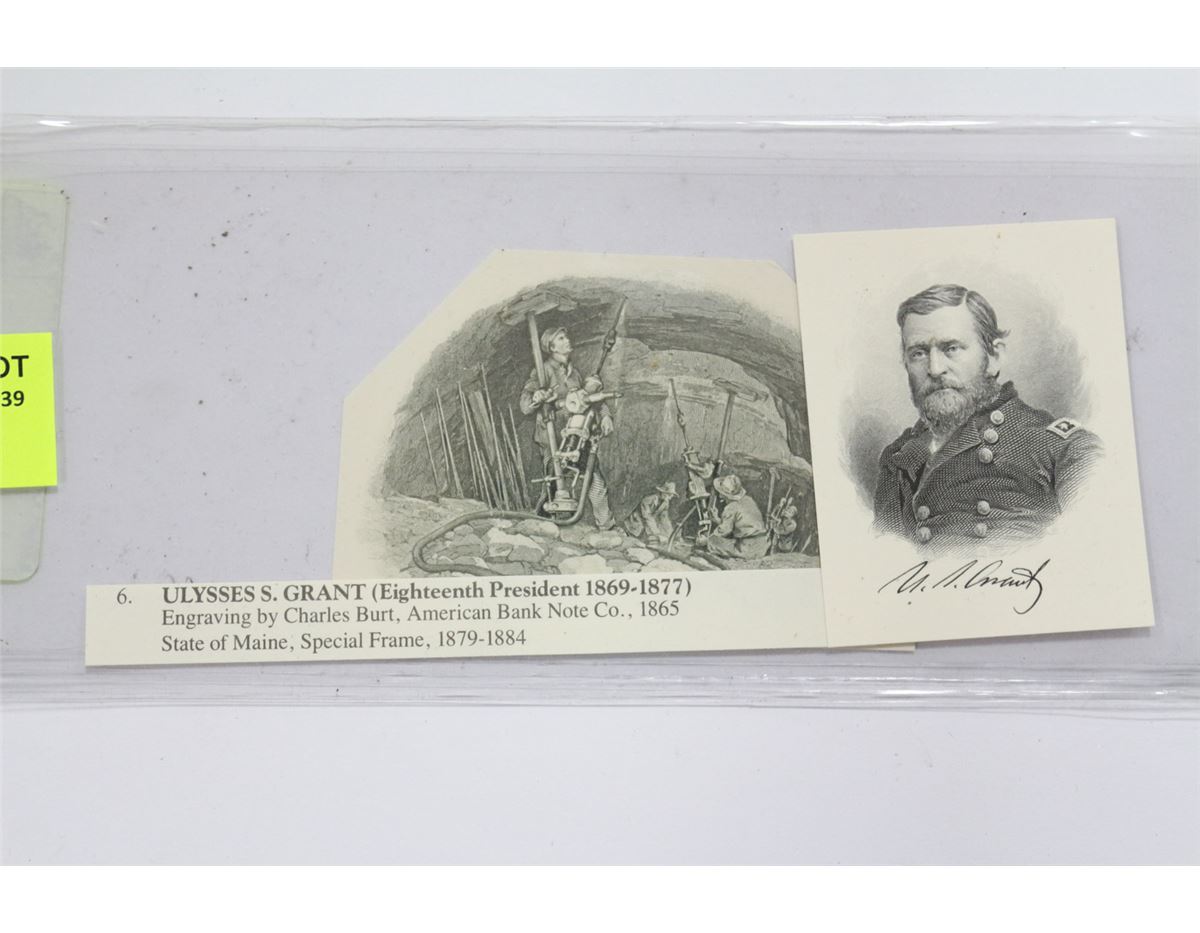 OT
39
6. ULYSSES S. GRANT (Eighteenth President 1869-1877)
Engraving by Charles Burt, American Bank Note Co., 1865
State of Maine, Special Frame, 1879-1884
U. S. Grant